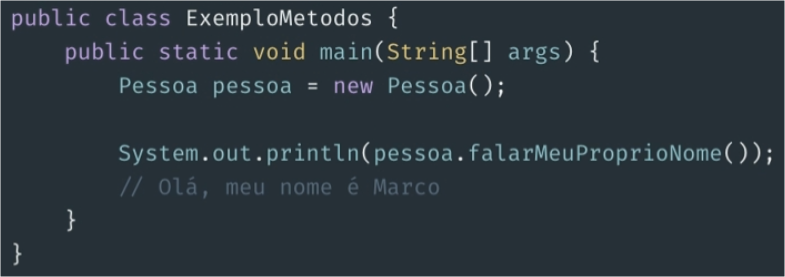 public class ExemploMetodos {
    public static void main(String[] args) {
        Pessoa pessoa = new Pessoa();

        System.out.println(pessoa.falarMeuProprioNome());
        // Olá, meu nome é Marco
    }
}